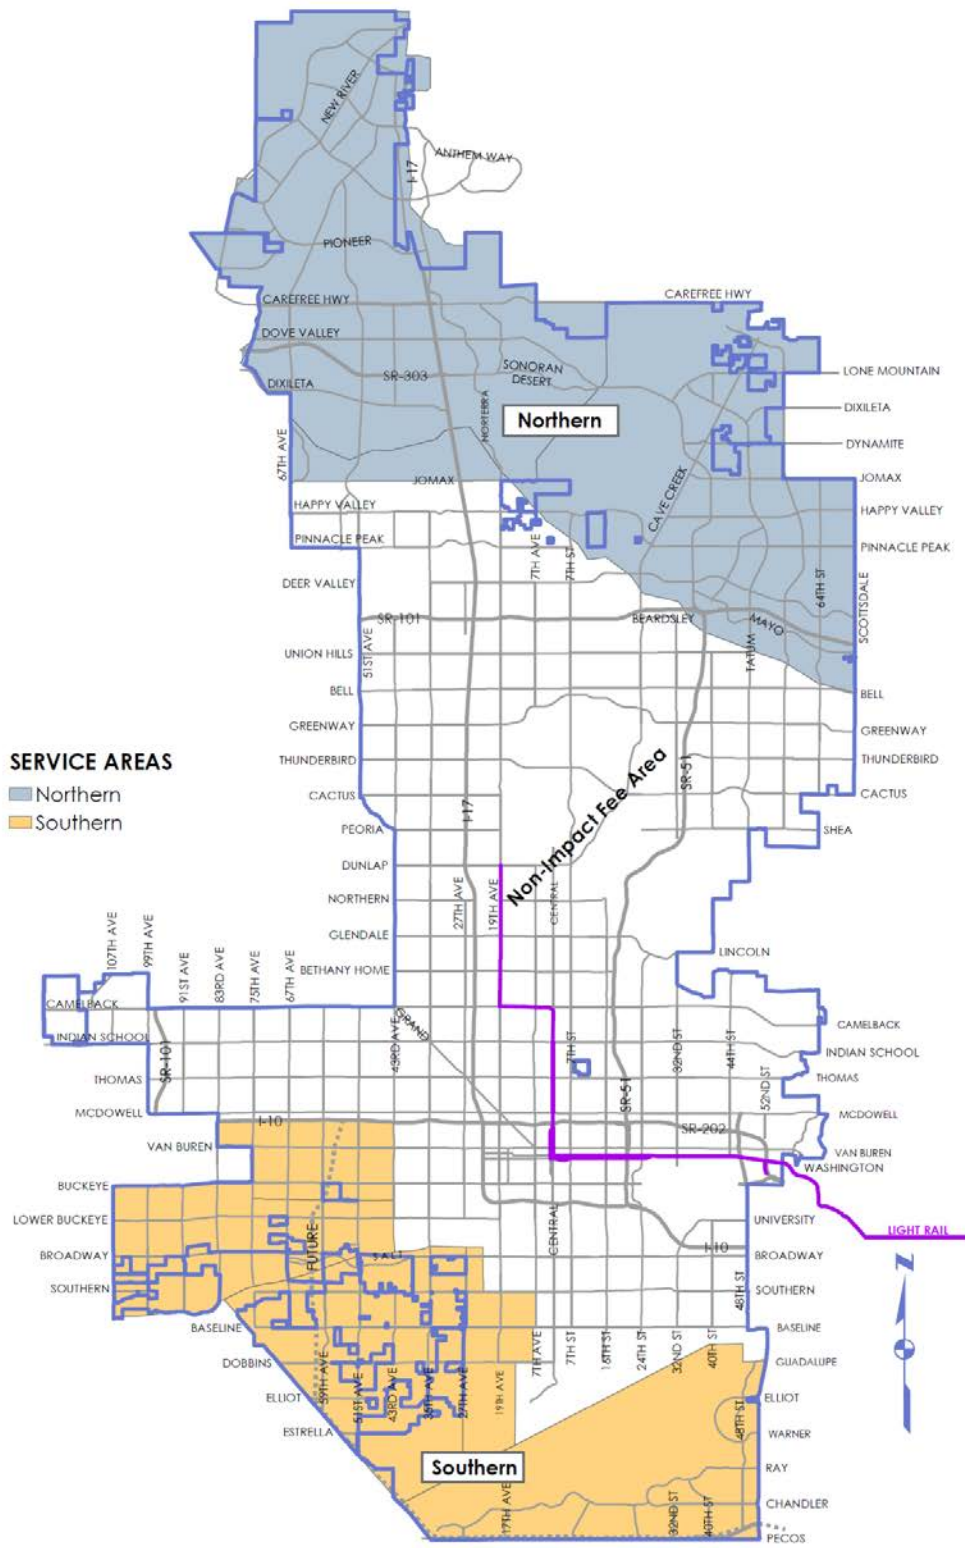 NEW RIVER
ANTHEM WAY
I-17
PIONEER
CAREFREE HWY
CAREFREE HWY
DOVE VALLEY
SONORAN
DESERT
SR-303
LONE MOUNTAIN
DIXILETA
NORTERRA
DIXILETA
Northern
67TH AVE
DYNAMITE
JOMAX
JOMAX
CAVE CREEK
HAPPY VALLEY
HAPPY VALLEY
PINNACLE PEAK
7TH AVE
7TH ST
PINNACLE PEAK
DEER VALLEY
64TH ST
SCOTTSDALE
SR-101
BEARDSLEY
MAYO
51ST AVE
UNION HILLS
TATUM
BELL
BELL
GREENWAY
GREENWAY
SERVICE AREAS
Northern
Southern
THUNDERBIRD
THUNDERBIRD
SR-51
Non-Impact Fee Area
CACTUS
CACTUS
I-17
PEORIA
SHEA
DUNLAP
NORTHERN
27TH AVE
19TH AVE
CENTRAL
GLENDALE
107TH AVE
99TH AVE
91ST AVE
83RD AVE
75TH AVE
67TH AVE
BETHANY HOME
LINCOLN
CAMELBACK
GRAND
CAMELBACK
INDIAN SCHOOL
SR-101
43RD AVE
7TH ST
32ND ST
44TH ST
INDIAN SCHOOL
THOMAS
SR-51
52ND ST
THOMAS
MCDOWELL
I-10
SR-202
MCDOWELL
VAN BUREN
VAN BUREN
WASHINGTON
BUCKEYE
LOWER BUCKEYE
FUTURE
CENTRAL
UNIVERSITY
LIGHT RAIL
BROADWAY
SALT
I-10
BROADWAY
SOUTHERN
48TH ST
SOUTHERN
BASELINE
BASELINE
DOBBINS
7TH AVE
7TH ST
16TH ST
24TH ST
32ND ST
40TH ST
GUADALUPE
ELLIOT
59TH AVE
51ST AVE
43RD AVE
35TH AVE
27TH AVE
19TH AVE
ELLIOT
ESTRELLA
48TH ST
WARNER
Southern
RAY
17TH AVE
32ND ST
40TH ST
CHANDLER
PECOS
N